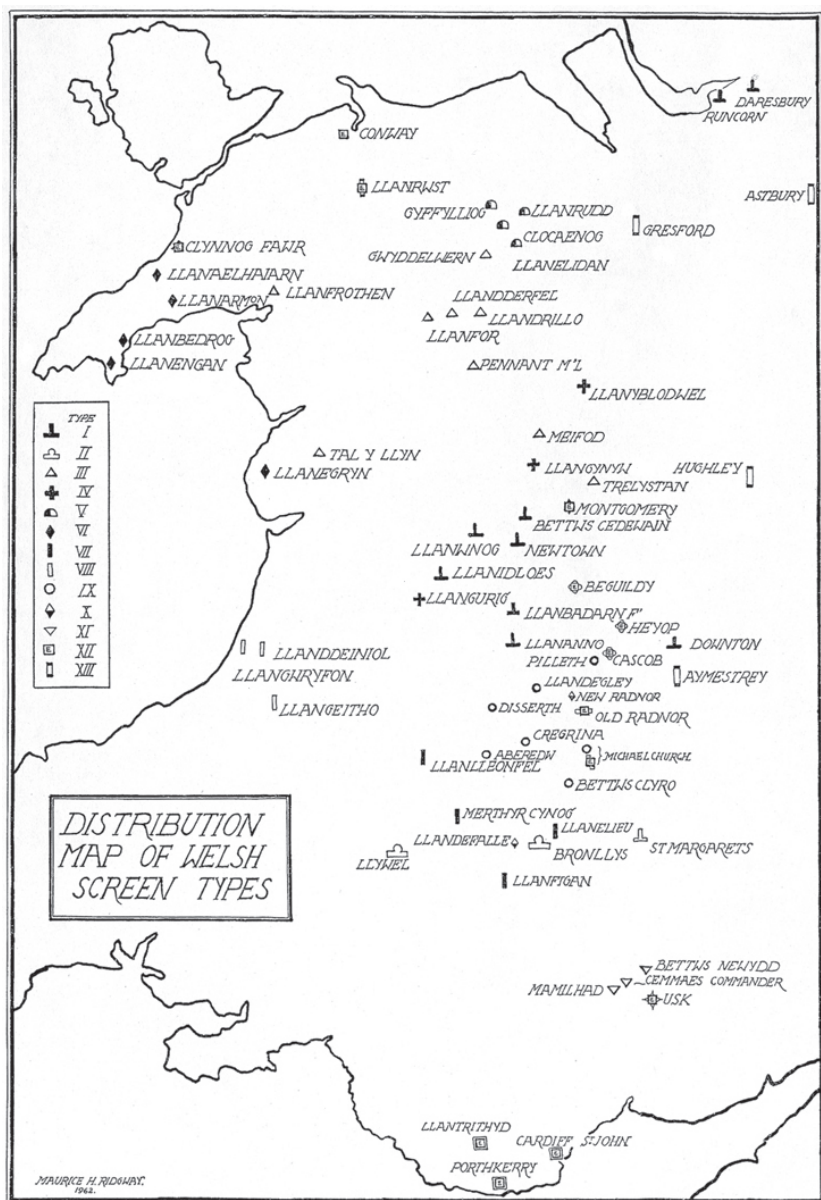 DARESBURY
RUNCORN
CONWAY
LLANRWST
ASTBURY
GYFFYLLIOG
LLANRUDD
GRESFORD
CLOCAENOG
CLYNNOG FAWR
GWYDDELWERN
LLANELIDAN
LLANAELHAIARN
LLANARMON
LLANFROTHEN
LLANDDERFEL
LLANDRILLO
LLANFOR
LLANBEDROG
LLANENGAN
PENNANT M'L
LLANYBLODWEL
TYPE
I
II
III
IV
V
VI
VII
VIII
IX
X
XI
XII
XIII
MEIFOD
TAL Y LLYN
LLANEGRYN
LLANGYNYW
HUGHLEY
TRELYSTAN
MONTGOMERY
BETTWS CEDEWAIN
LLANWNOG
NEWTOWN
LLANIDLOES
BEGUILDY
LLANGURIG
LLANBADARN F"
HEYOP
LLANANNO
DOWNTON
PILLETH
CASCOB
LLANDDEINIOL
LLANGWRYFON
LLANDEGLEY
AYMESTREY
NEW RADNOR
LLANGEITHO
DISSERTH
OLD RADNOR
CREGRINA
ABEREDW
MICHAELCHURCH
LLANLLEONFEL
BETTWS CLYRO
DISTRIBUTION
MAP OF WELSH
SCREEN TYPES
MERTHYR CYNOG
LLANELIEU
LLANDEFALLE
BRONLLYS
ST MARGARETS
LLYWEL
LLANFIGAN
BETTWS NEWYDD
CEMMAES COMMANDER
MAMILHAD
USK
LLANTRITHYD
CARDIFF ST JOHN
PORTHKERRY
MAURICE H. RIDGWAY.
1962.